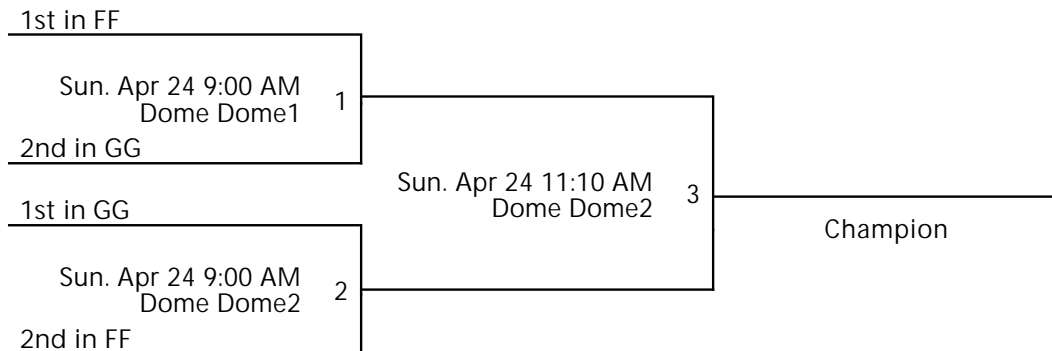 1st in FF
Sun. Apr 24 9:00 AM
Dome Dome1
1
2nd in GG
Sun. Apr 24 11:10 AM
Dome Dome2
3
Champion
1st in GG
Sun. Apr 24 9:00 AM
Dome Dome2
2
2nd in FF